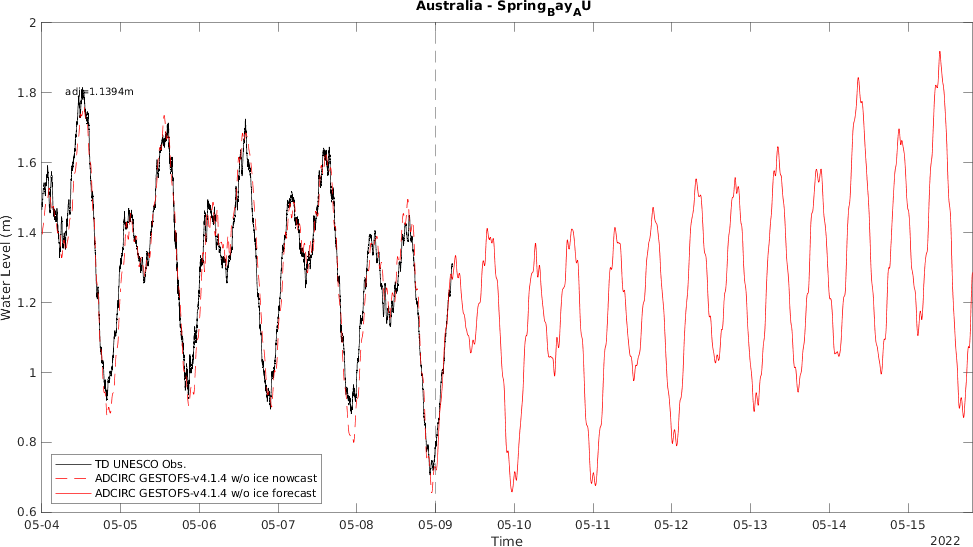 Australia - SpringBayAU
2
1.8
1.6
1.4
1.2
1
0.8
0.6
Water Level (m)
adj=1.1394m
TD UNESCO Obs.
ADCIRC GESTOFS-v4.1.4 w/o ice nowcast
ADCIRC GESTOFS-v4.1.4 w/o ice forecast
05-04 05-05 05-06 05-07 05-08 05-09 05-10 05-11 05-12 05-13 05-14 05-15
Time
2022